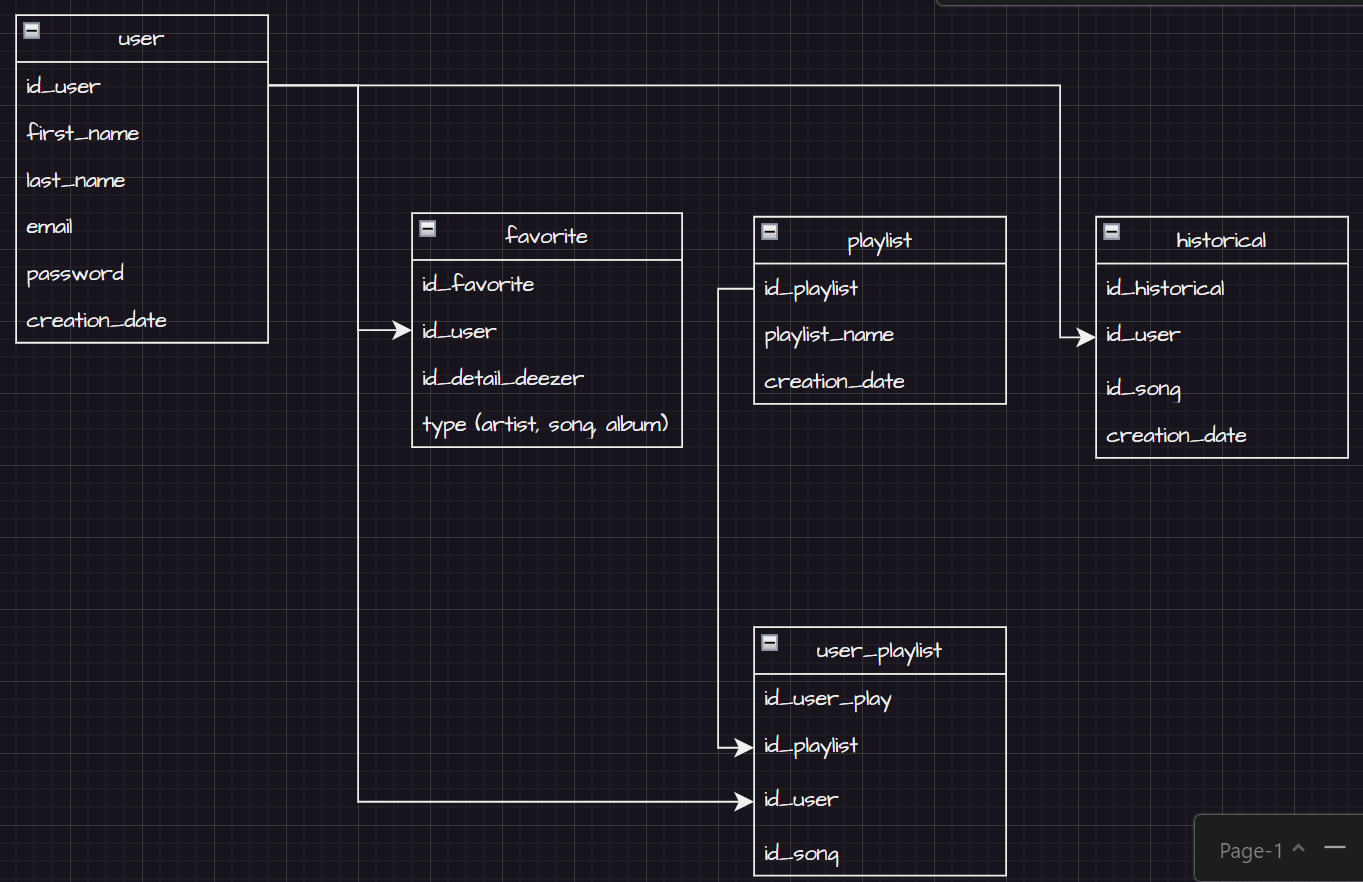 user
id_user
first_name
last_name
email
password
creation_date
favorite
id_favorite
id_user
id_detail_deezer
type (artist, song, album)
playlist
id_playlist
playlist_name
creation_date
historical
id_historical
id_user
id_song
creation_date
user_playlist
id_user_play
id_playlist
id_user
id_song
Page-1